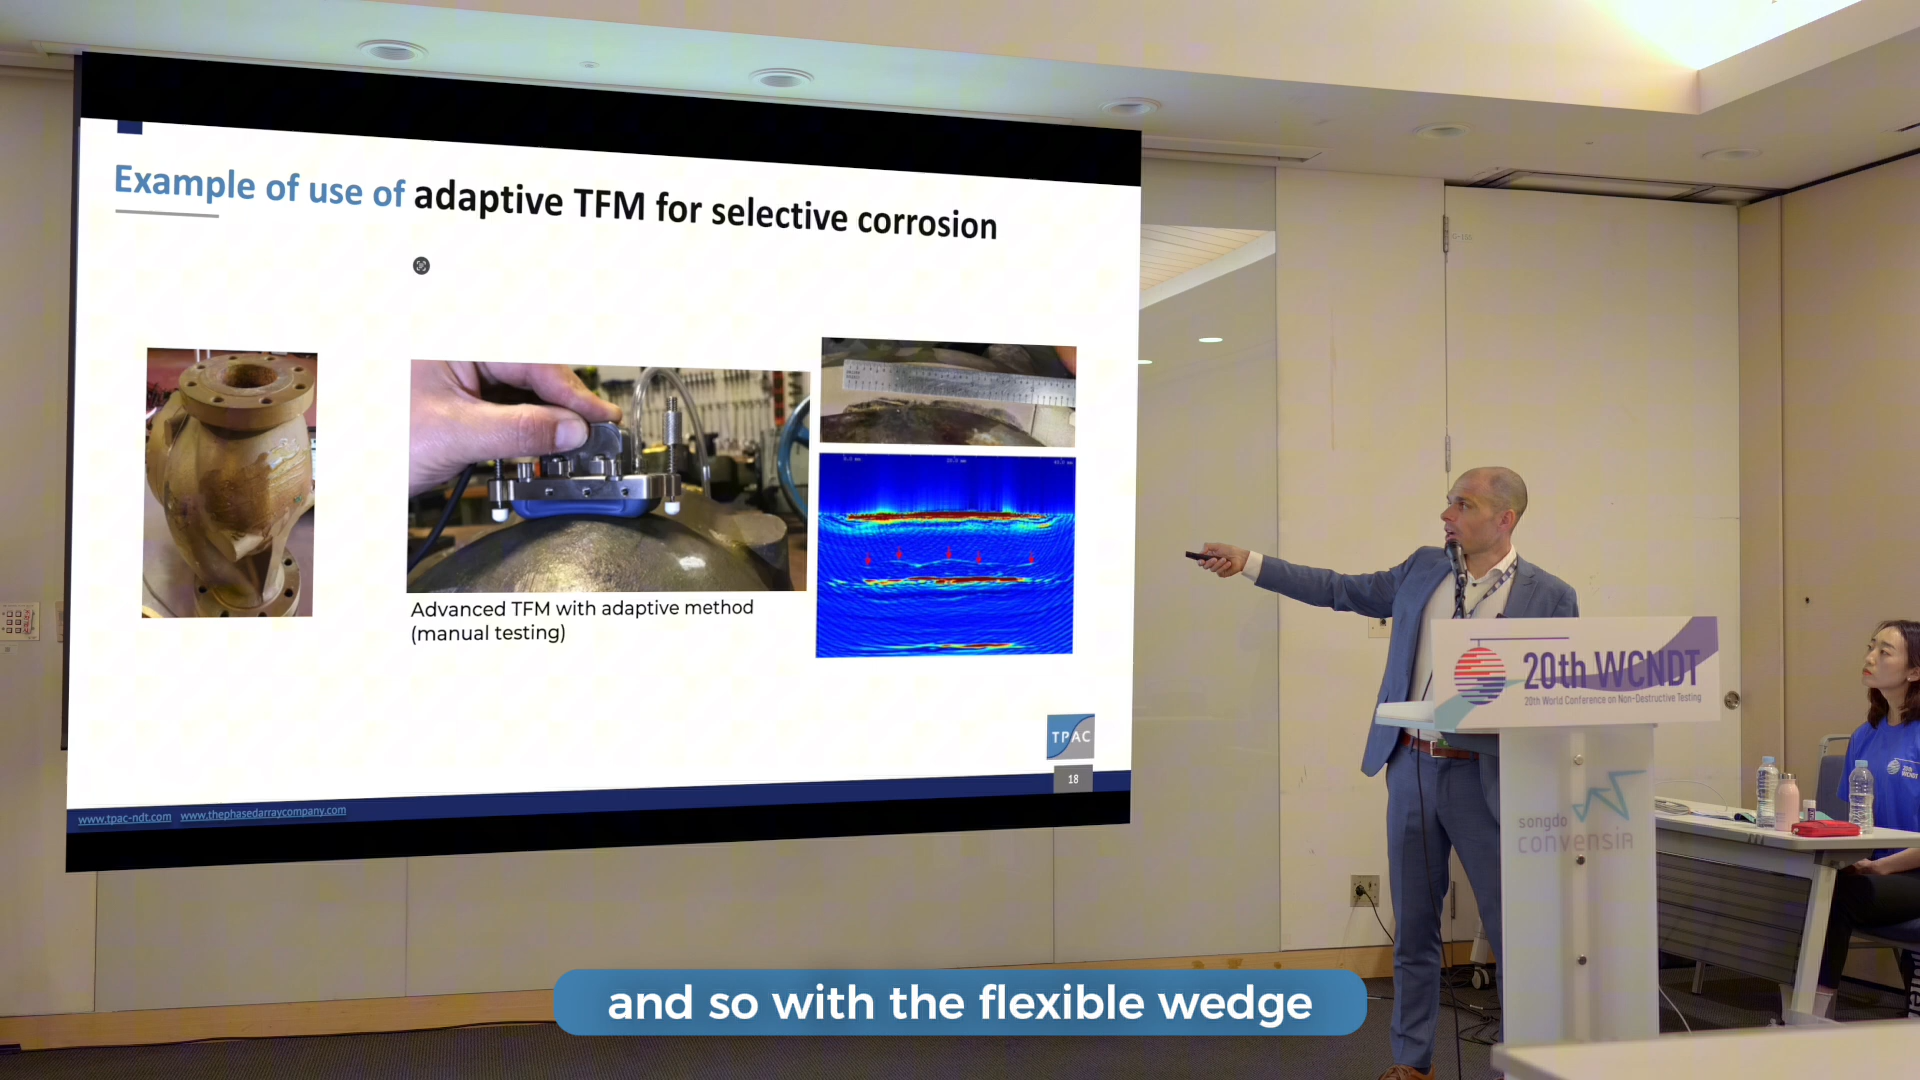 Example of use of adaptive TFM for selective corrosion
Advanced TFM with adaptive method
(manual testing)
TPAC
18
www.tpac-ndt.com www.thephasedarraycompany.com
20th WCNDT
20th World Conference on Non-Destructive Testing
songdo
convensia
20th
WCNDT
and so with the flexible wedge